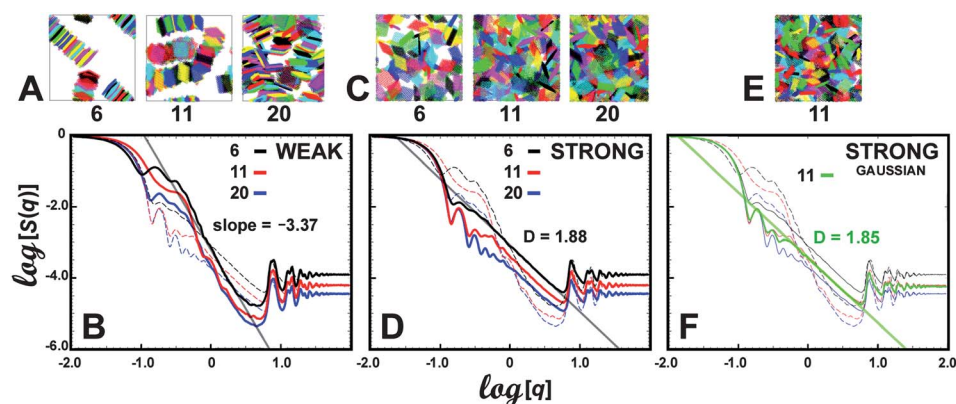 A
6
11
20
C
6
11
20
E
11
0
-2.0
-4.0
-6.0
log[S(q)]
6
11
20
WEAK
slope = −3.37
B
-2.0
-1.0
0
1.0
6
11
20
STRONG
D = 1.88
D
-2.0
-1.0
0
1.0
STRONG
GAUSSIAN
11
D = 1.85
F
-2.0
-1.0
0
1.0
2.0
log[q]